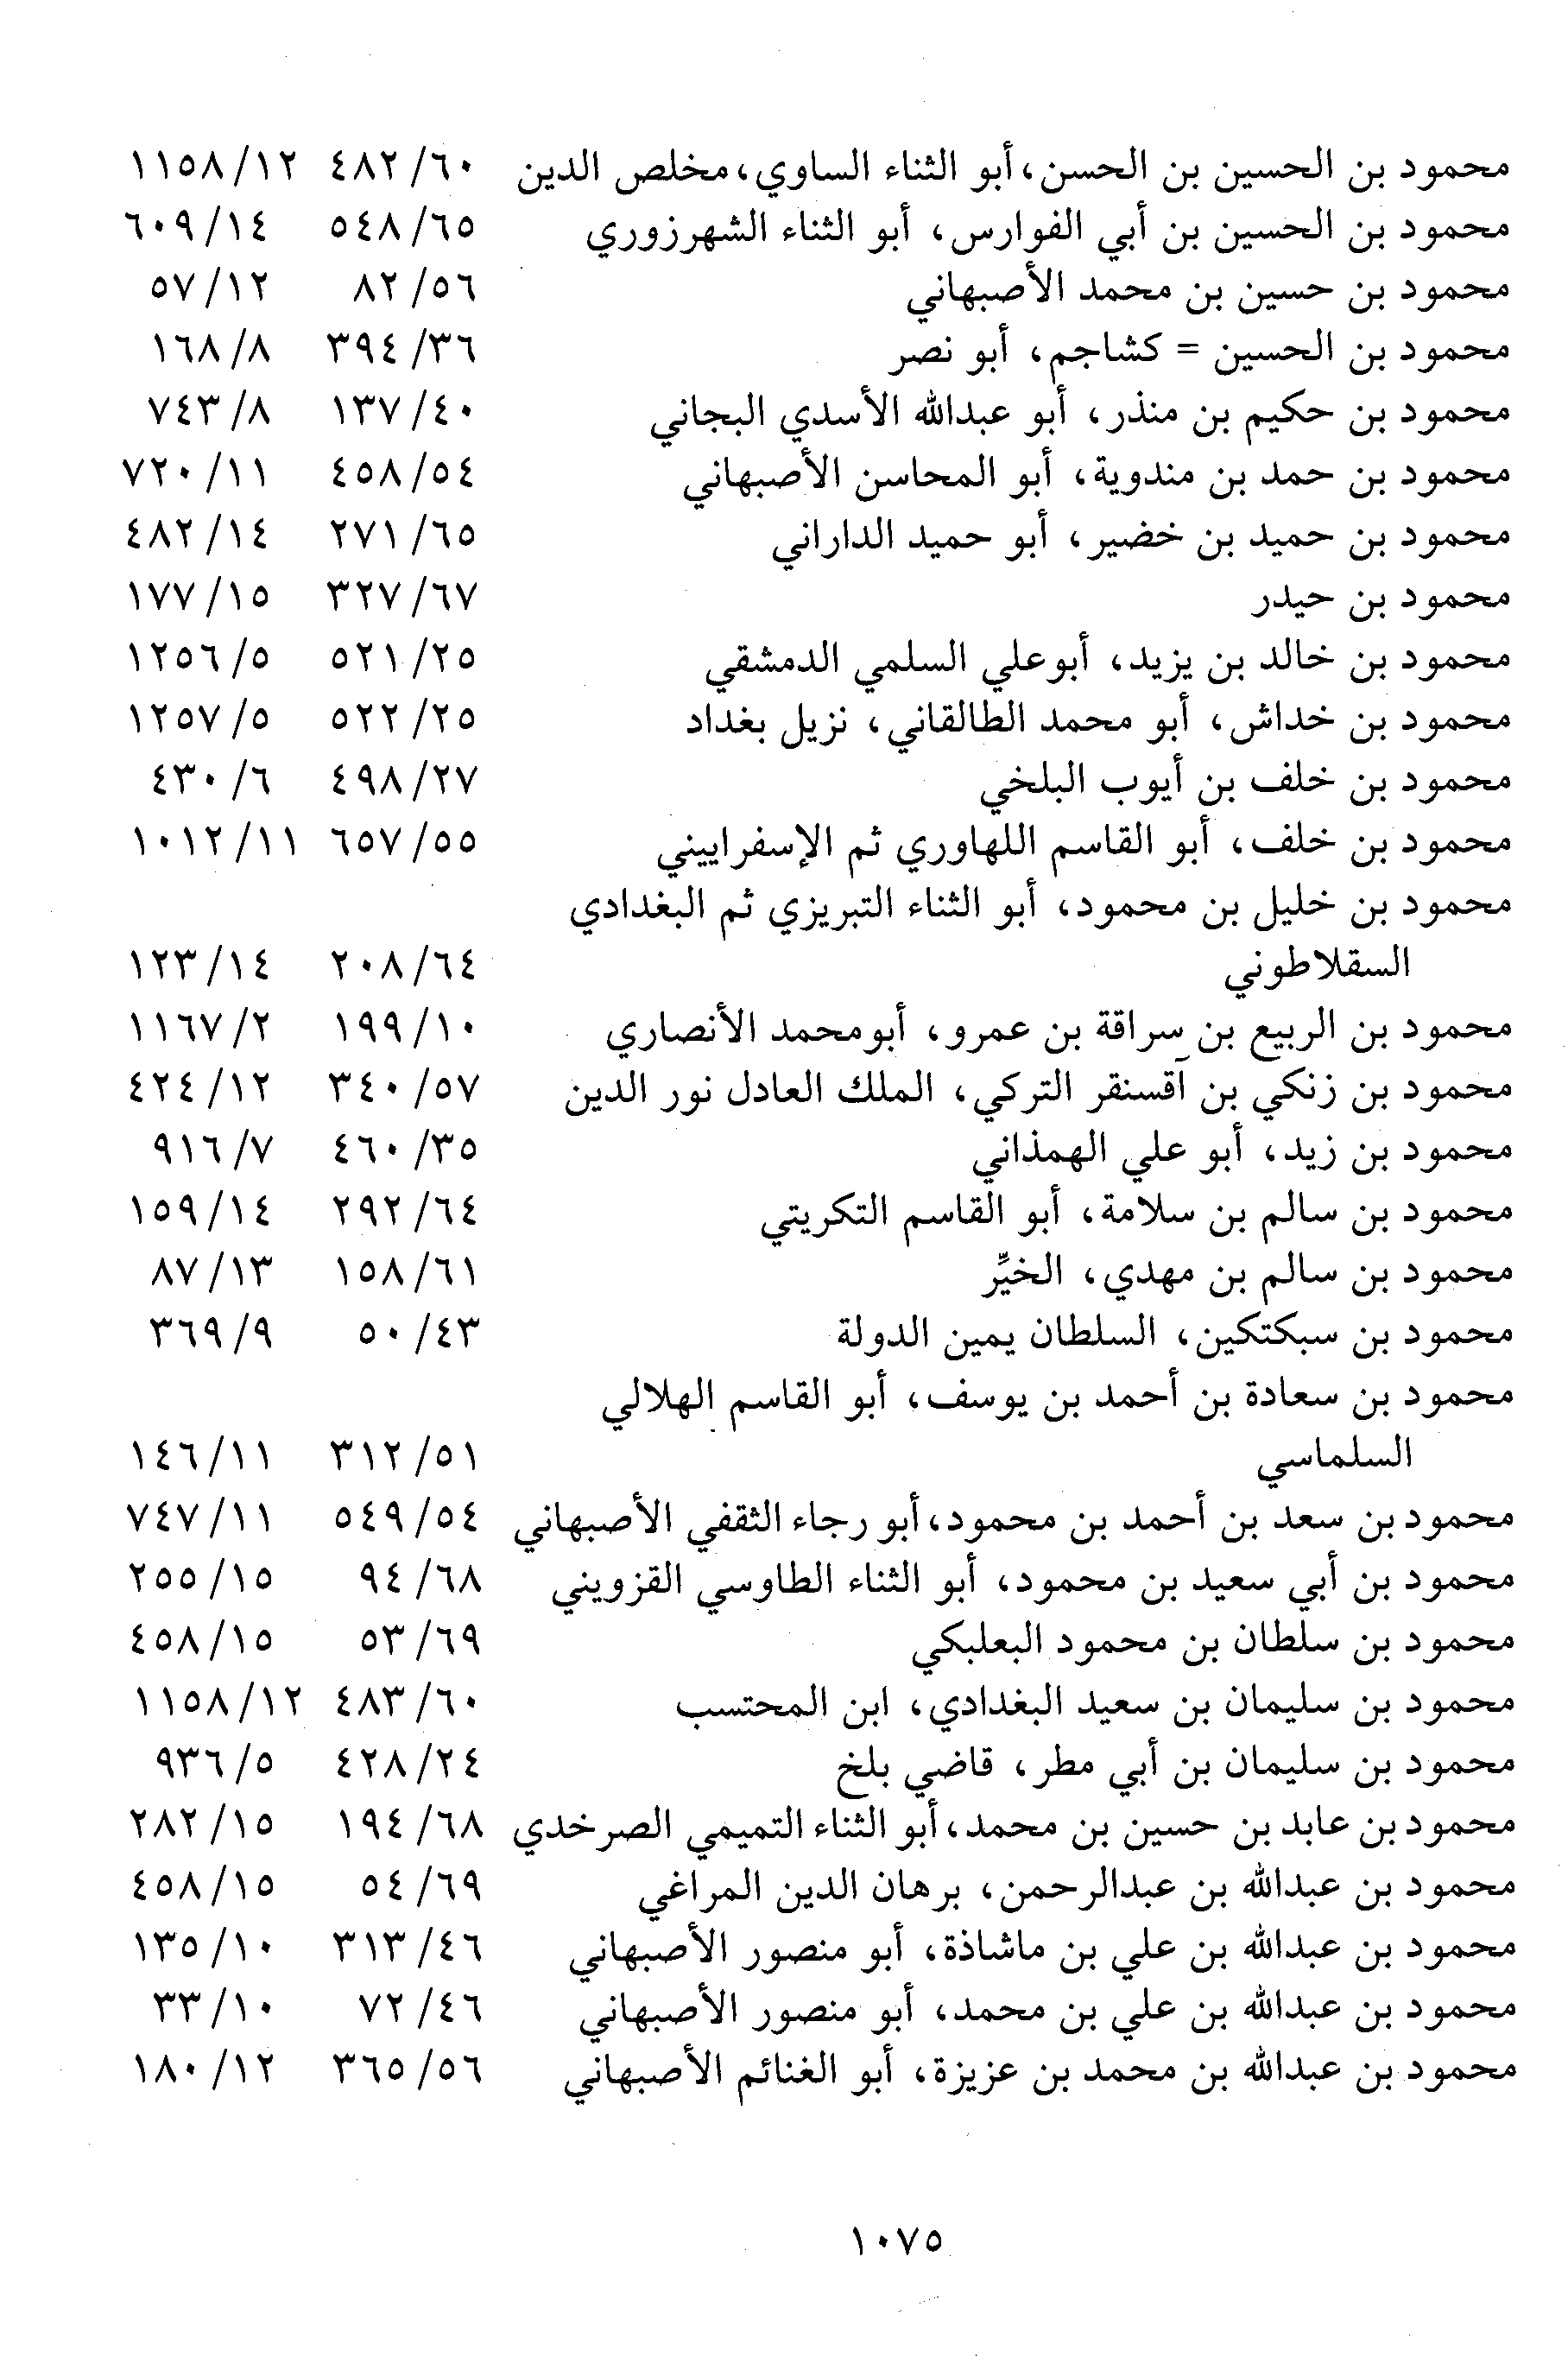 محمود بن الحسين بن الحسن، أبو الثناء الساوي، مخلص الدين ٦٠/ ٤٨٢ ١٢/ ١١٥٨
محمود بن الحسين بن أبي الفوارس، أبو الثناء الشهرزوري ٦٥/ ٥٤٨ ١٤/ ٦٠٩
محمود بن حسين بن محمد الأصبهاني ٥٦/ ٨٢ ١٢/ ٥٧
محمود بن الحسين = كشاجم، أبو نصر ٣٦/ ٣٩٤ ٨/ ١٦٨
محمود بن حكيم بن منذر، أبو عبدالله الأسدي البجاني ٤٠/ ١٣٧ ٨/ ٧٤٣
محمود بن حمد بن مندوية، أبو المحاسن الأصبهاني ٥٤/ ٤٥٨ ١١/ ٧٢٠
محمود بن حميد بن خضير، أبو حميد الداراني ٦٥/ ٢٧١ ١٤/ ٤٨٢
محمود بن حيدر ٦٧/ ٣٢٧ ١٥/ ١٧٧
محمود بن خالد بن يزيد، أبوعلي السلمي الدمشقي ٢٥/ ٥٢١ ٥/ ١٢٥٦
محمود بن خداش، أبو محمد الطالقاني، نزيل بغداد ٢٥/ ٥٢٢ ٥/ ١٢٥٧
محمود بن خلف بن أيوب البلخي ٢٧/ ٤٩٨ ٦/ ٤٣٠
محمود بن خلف، أبو القاسم اللهاوري ثم الإسفراييني ٥٥/ ٦٥٧ ١١/ ١٠١٢
محمود بن خليل بن محمود، أبو الثناء التبريزي ثم البغدادي
السقلاطوني ٦٤/ ٢٠٨ ١٤/ ١٢٣
محمود بن الربيع بن سراقة بن عمرو، أبومحمد الأنصاري ١٠/ ١٩٩ ٢/ ١١٦٧
محمود بن زنكي بن آقسنقر التركي، الملك العادل نور الدين ٥٧/ ٣٤٠ ١٢/ ٤٢٤
محمود بن زيد، أبو علي الهمذاني ٣٥/ ٤٦٠ ٧/ ٩١٦
محمود بن سالم بن سلامة، أبو القاسم التكريتي ٦٤/ ٢٩٢ ١٤/ ١٥٩
محمود بن سالم بن مهدي، الخيِّر ٦١/ ١٥٨ ١٣/ ٨٧
محمود بن سبكتكين، السلطان يمين الدولة ٤٣/ ٥٠ ٩/ ٣٦٩
محمود بن سعادة بن أحمد بن يوسف، أبو القاسم الهلالي
السلماسي ٥١/ ٣١٢ ١١/ ١٤٦
محمود بن سعد بن أحمد بن محمود، أبو رجاء الثقفي الأصبهاني ٥٤/ ٥٤٩ ١١/ ٧٤٧
محمود بن أبي سعيد بن محمود، أبو الثناء الطاوسي القزويني ٦٨/ ٩٤ ١٥/ ٢٥٥
محمود بن سلطان بن محمود البعلبكي ٦٩/ ٥٣ ١٥/ ٤٥٨
محمود بن سليمان بن سعيد البغدادي، ابن المحتسب ٦٠/ ٤٨٣ ١٢/ ١١٥٨
محمود بن سليمان بن أبي مطر، قاضي بلخ ٢٤/ ٤٢٨ ٥/ ٩٣٦
محمود بن عابد بن حسين بن محمد، أبو الثناء التميمي الصرخدي ٦٨/ ١٩٤ ١٥/ ٢٨٢
محمود بن عبدالله بن عبدالرحمن، برهان الدين المراغي ٦٩/ ٥٤ ١٥/ ٤٥٨
محمود بن عبدالله بن علي بن ماشاذة، أبو منصور الأصبهاني ٤٦/ ٣١٣ ١٠/ ١٣٥
محمود بن عبدالله بن علي بن محمد، أبو منصور الأصبهاني ٤٦/ ٧٢ ١٠/ ٣٣
محمود بن عبدالله بن محمد بن عزيزة، أبو الغنائم الأصبهاني ٥٦/ ٣٦٥ ١٢/ ١٨٠
١٠٧٥